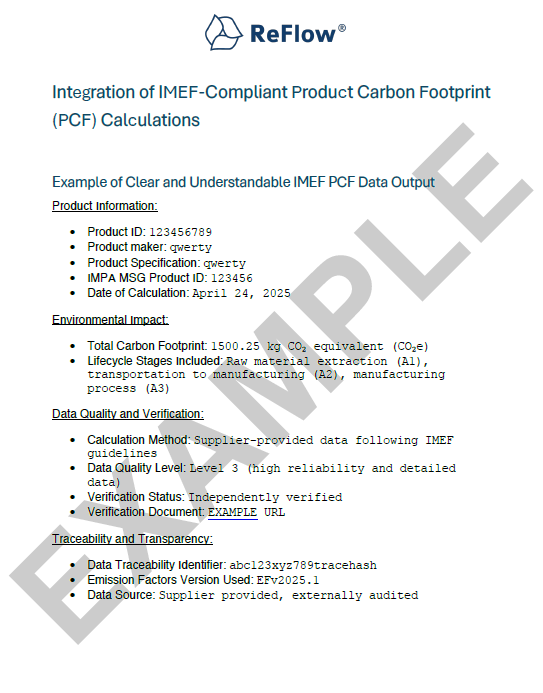 ReFlow®
Integration of IMEF-Compliant Product Carbon Footprint
(PCF) Calculations
Example of Clear and Understandable IMEF PCF Data Output
Product Information:
• Product ID: 123456789
• Product maker: qwerty
• Product Specification: qwerty
• IMPA MSG Product ID: 123456
• Date of Calculation: April 24, 2025
Environmental Impact:
• Total Carbon Footprint: 1500.25 kg CO₂ equivalent (CO₂e)
• Lifecycle Stages Included: Raw material extraction (A1),
transportation to manufacturing (A2), manufacturing
process (A3)
Data Quality and Verification:
• Calculation Method: Supplier-provided data following IMEF
guidelines
• Data Quality Level: Level 3 (high reliability and detailed
data)
• Verification Status: Independently verified
• Verification Document: EXAMPLE URL
Traceability and Transparency:
• Data Traceability Identifier: abc123xyz789tracehash
• Emission Factors Version Used: EFv2025.1
• Data Source: Supplier provided, externally audited
EXAMPLE